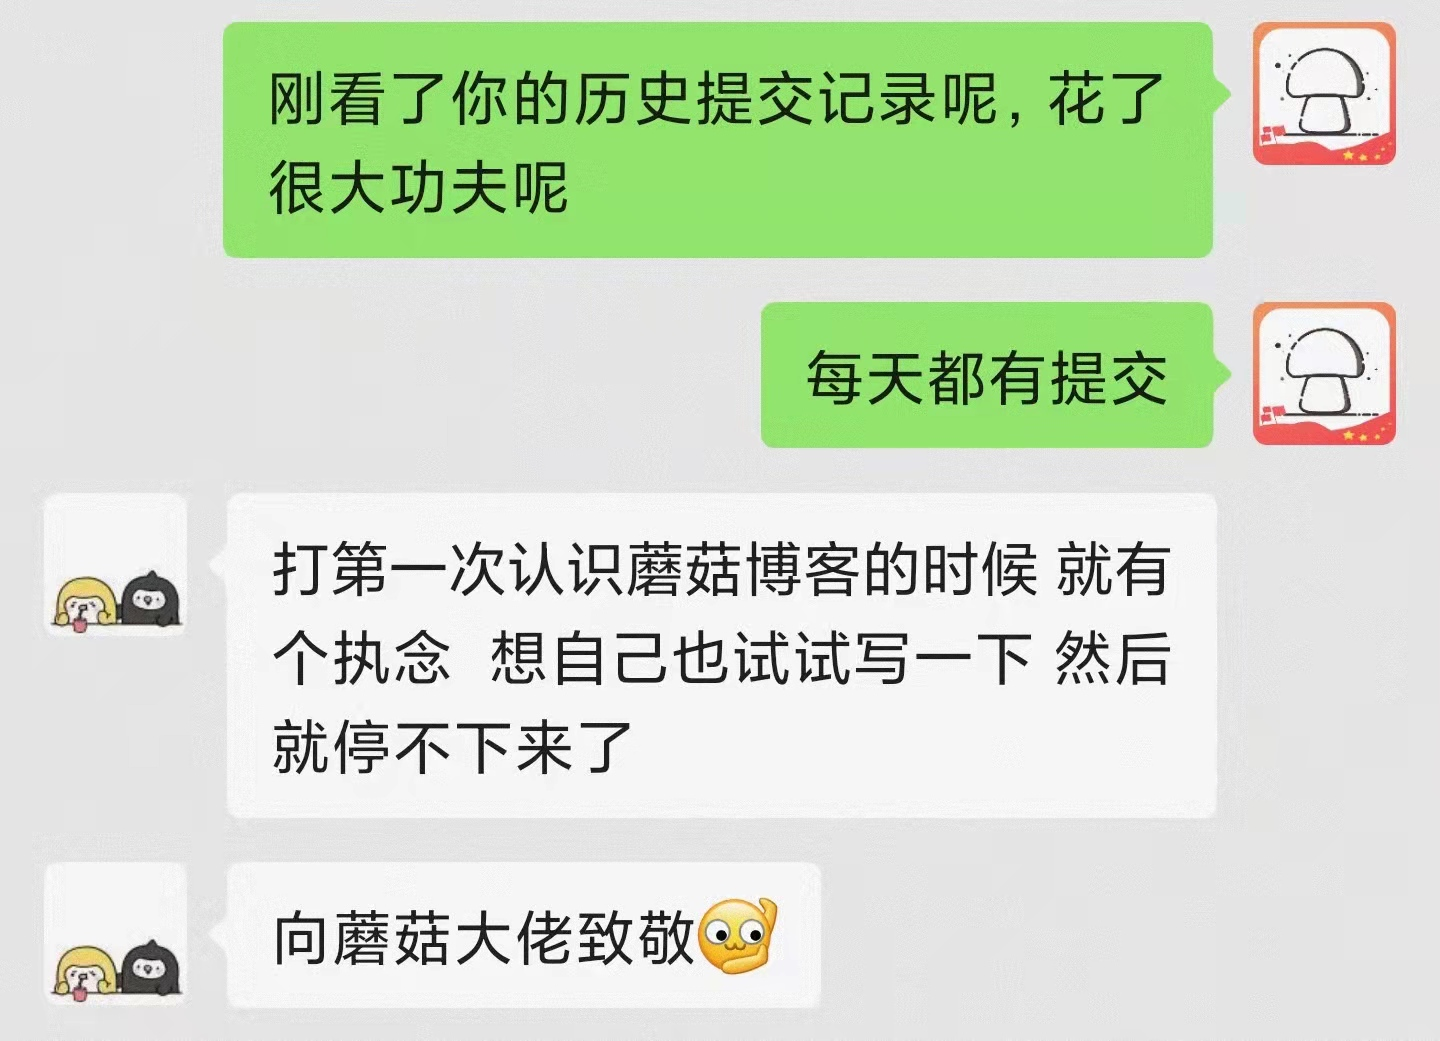 刚看了你的历史提交记录呢，花了
很大功夫呢
每天都有提交
打第一次认识蘑菇博客的时候 就有
个执念  想自己也试试写一下 然后
就停不下来了
向蘑菇大佬致敬